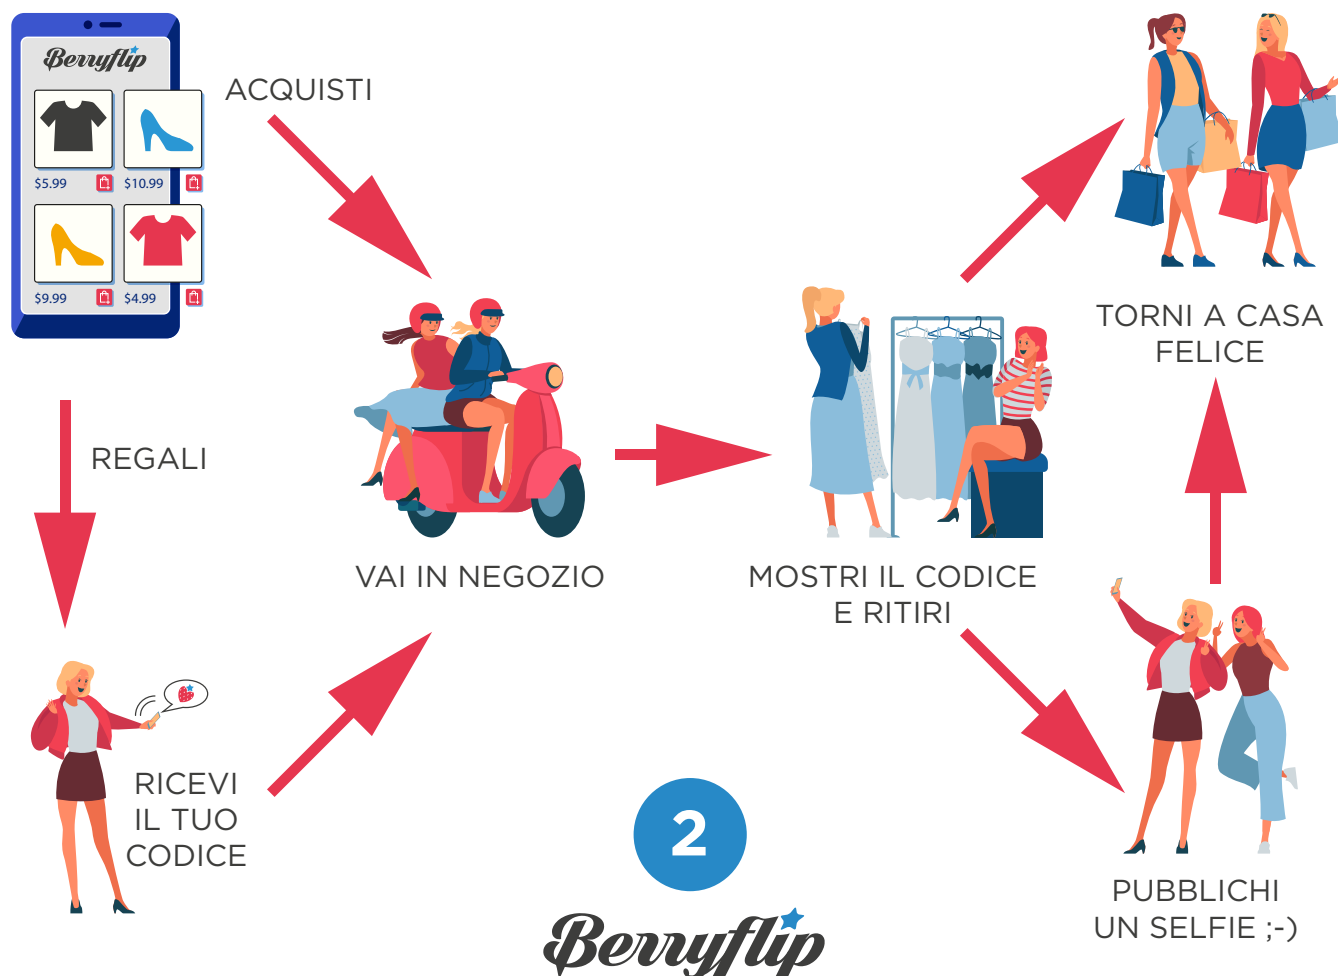 Berryflip
$5.99
$10.99
$9.99
$4.99
ACQUISTI
REGALI
RICEVI
IL TUO
CODICE
VAI IN NEGOZIO
MOSTRI IL CODICE
E RITIRI
TORNI A CASA
FELICE
PUBBLICHI
UN SELFIE ;-)
2
Berryflip